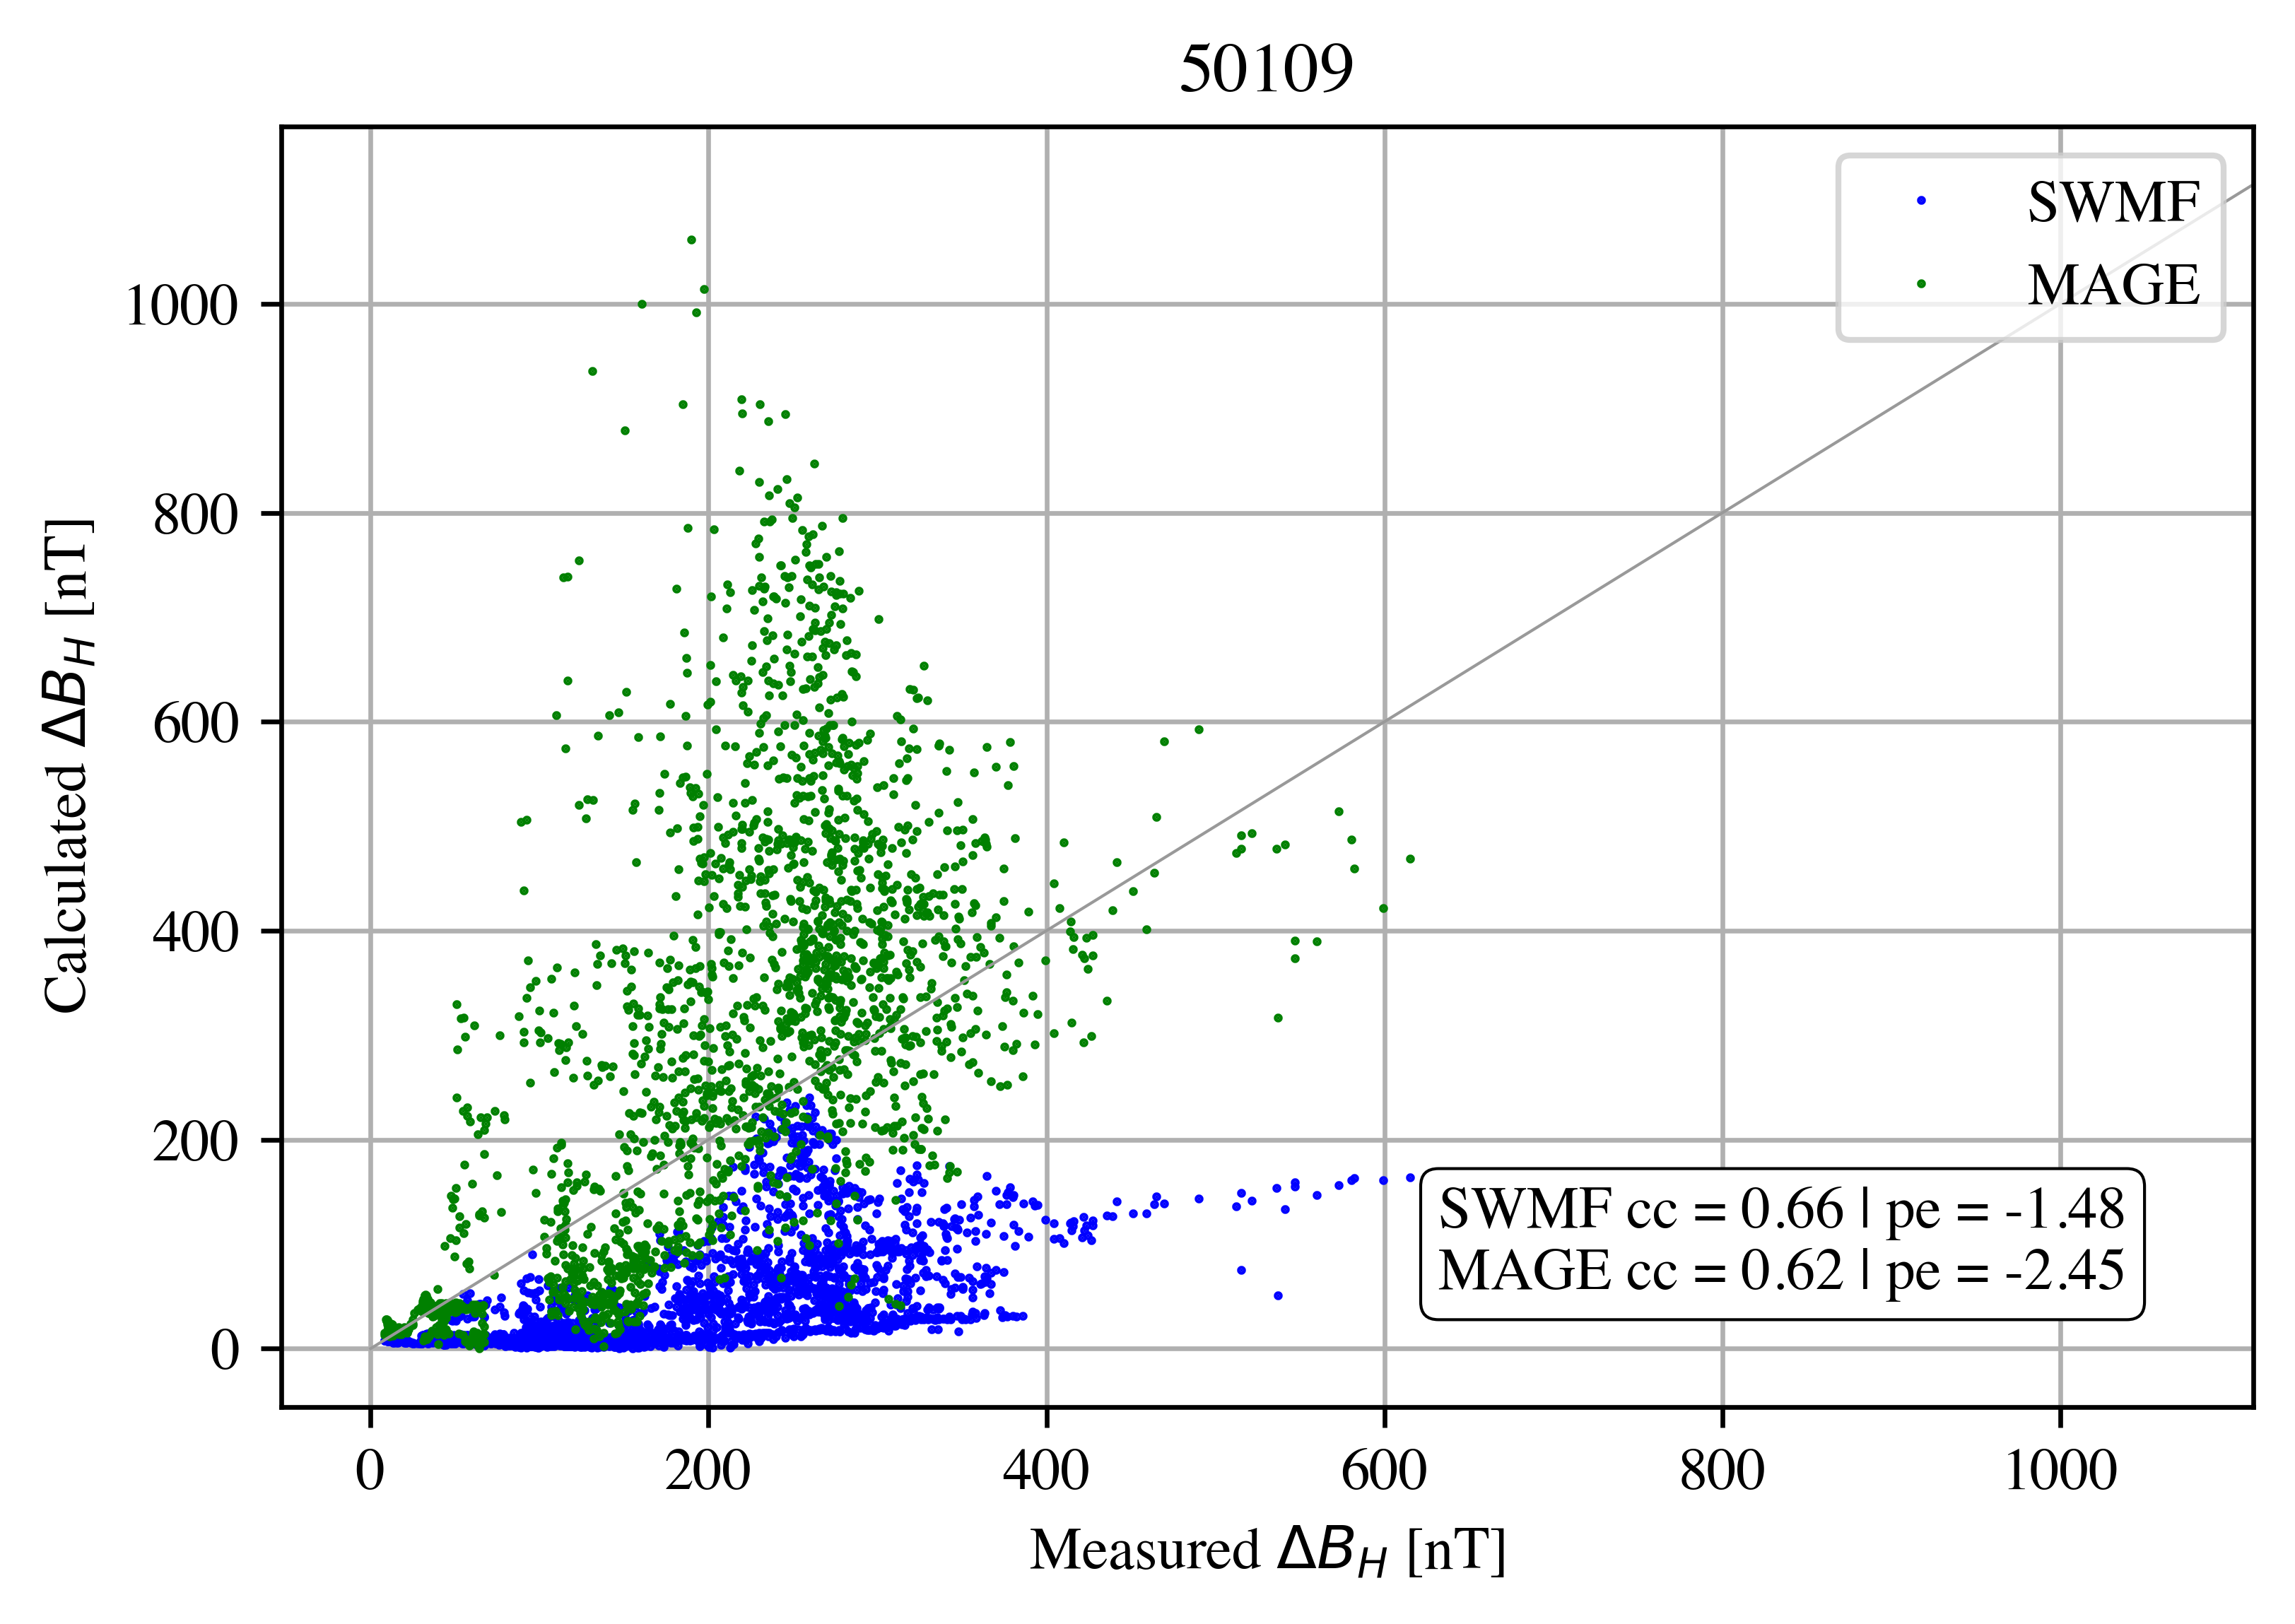 50109
Calculated ΔB_H [nT]
1000
800
600
400
200
0
SWMF
MAGE
SWMF cc = 0.66 | pe = -1.48
MAGE cc = 0.62 | pe = -2.45
0 200 400 600 800 1000
Measured ΔB_H [nT]